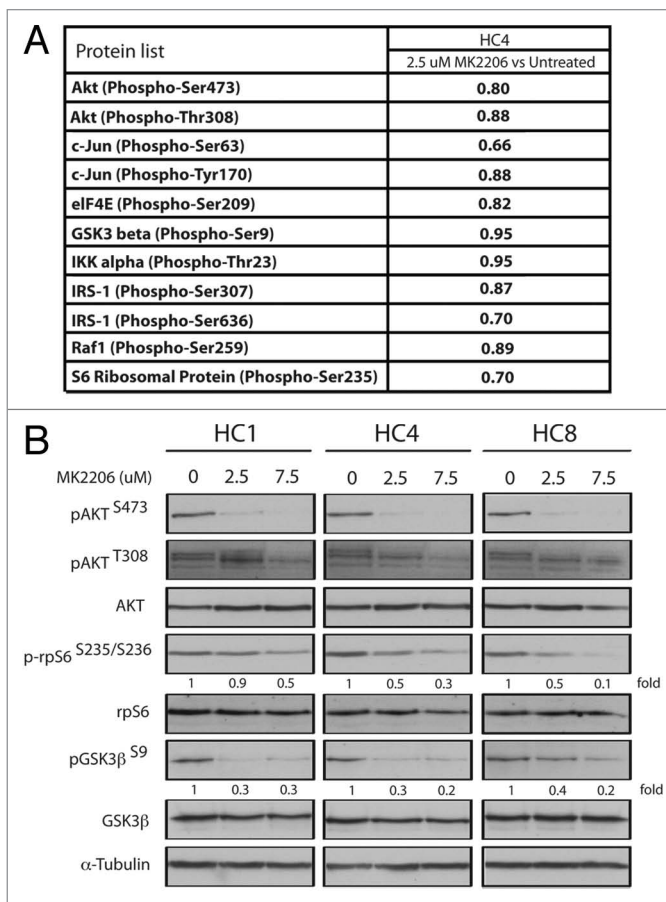 A
Protein list
HC4
2.5 uM MK2206 vs Untreated
Akt (Phospho-Ser473) 0.80
Akt (Phospho-Thr308) 0.88
c-Jun (Phospho-Ser63) 0.66
c-Jun (Phospho-Tyr170) 0.88
eIF4E (Phospho-Ser209) 0.82
GSK3 beta (Phospho-Ser9) 0.95
IKK alpha (Phospho-Thr23) 0.95
IRS-1 (Phospho-Ser307) 0.87
IRS-1 (Phospho-Ser636) 0.70
Raf1 (Phospho-Ser259) 0.89
S6 Ribosomal Protein (Phospho-Ser235) 0.70
B
HC1 HC4 HC8
MK2206 (uM) 0 2.5 7.5 0 2.5 7.5 0 2.5 7.5
pAKT S473
pAKT T308
AKT
p-rpS6 S235/S236
1 0.9 0.5 1 0.5 0.3 1 0.5 0.1 fold
rpS6
pGSK3β S9
1 0.3 0.3 1 0.3 0.2 1 0.4 0.2 fold
GSK3β
α-Tubulin